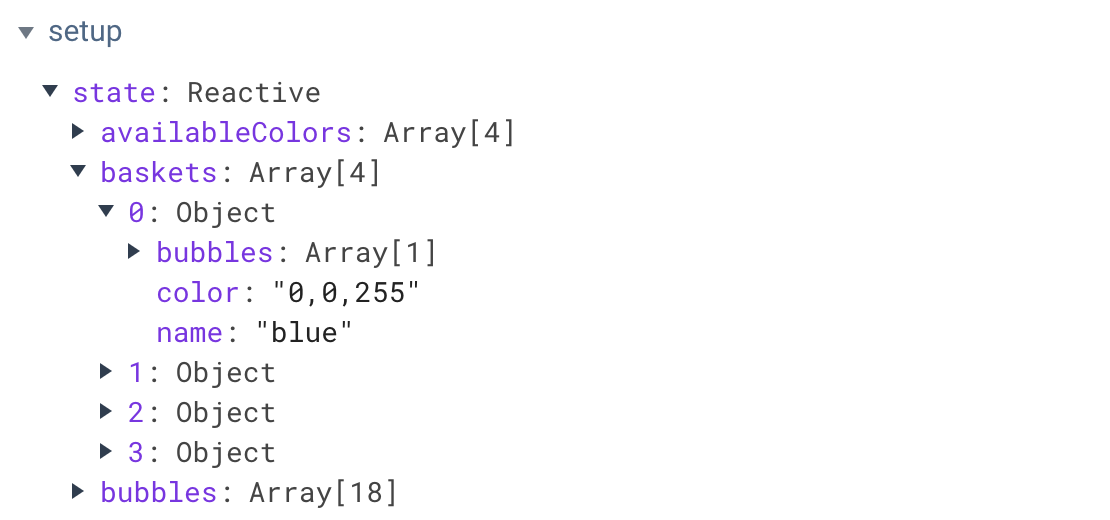 setup
state: Reactive
availableColors: Array[4]
baskets: Array[4]
0: Object
bubbles: Array[1]
color: "0,0,255"
name: "blue"
1: Object
2: Object
3: Object
bubbles: Array[18]